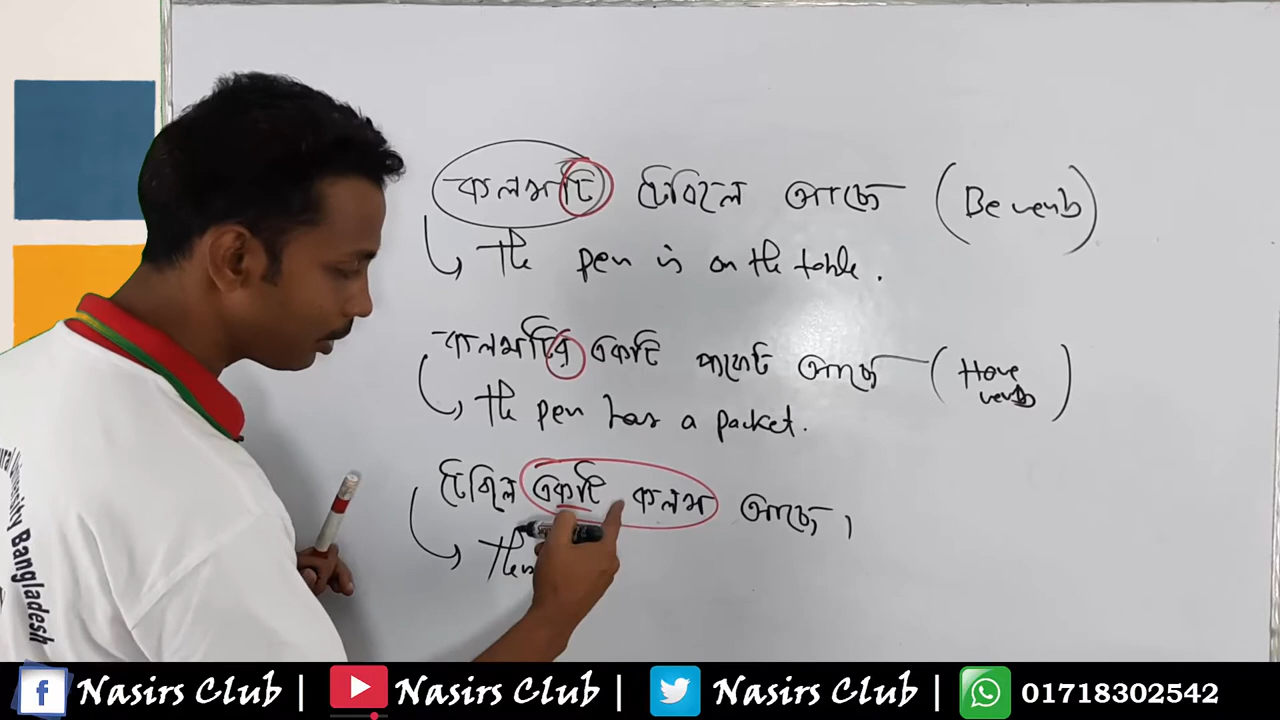 কলমটি টেবিলে আছে (Be verb)
The pen is on the table.
কলমটির একটি প্যাকেট আছে (Have verb)
The pen has a packet.
টেবিলে একটি কলম আছে।
Bangladesh
Nasirs Club | Nasirs Club | Nasirs Club | 01718302542